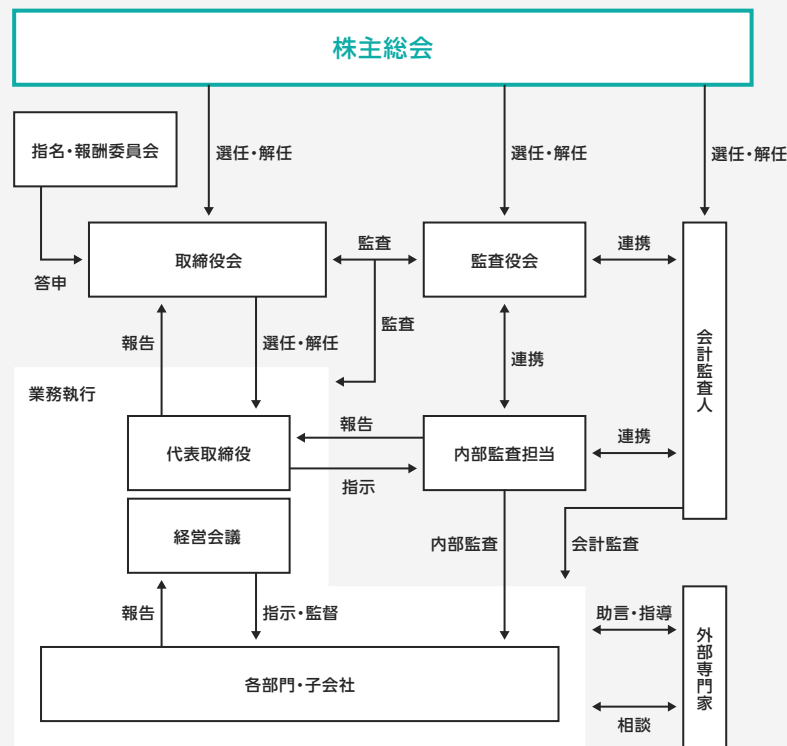 株主総会
指名・報酬委員会
選任・解任
選任・解任
選任・解任
答申
取締役会
監査
監査役会
連携
会計監査人
報告
選任・解任
監査
連携
業務執行
代表取締役
報告
指示
内部監査担当
連携
経営会議
内部監査
会計監査
報告
指示・監督
助言・指導
外部専門家
各部門・子会社
相談